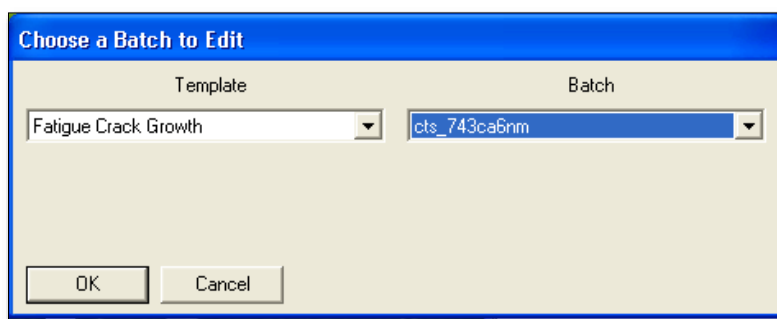 Choose a Batch to Edit
Template Batch
Fatigue Crack Growth cts_743ca6nm
OK Cancel